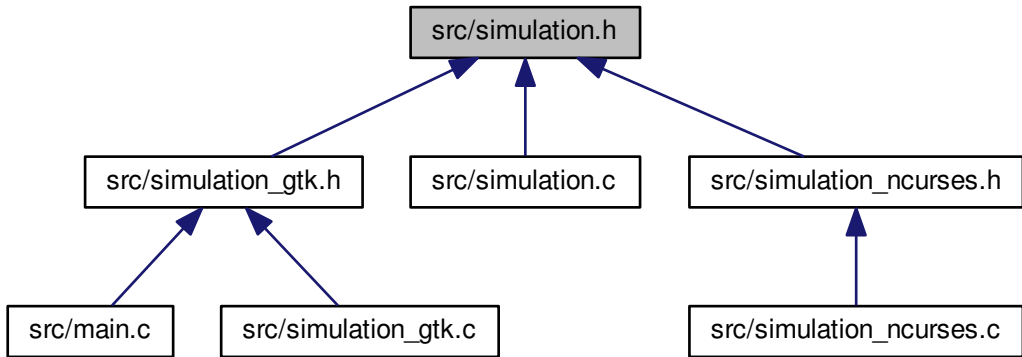 src/simulation.h
src/simulation_gtk.h
src/simulation.c
src/simulation_ncurses.h
src/main.c
src/simulation_gtk.c
src/simulation_ncurses.c